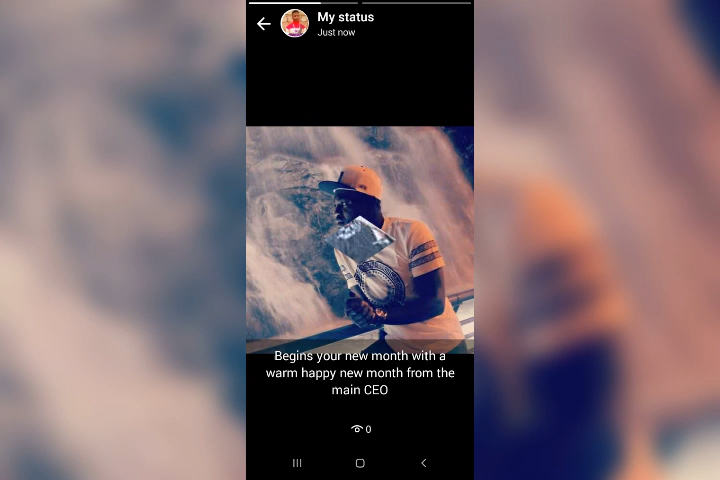 My status
Just now
Begins your new month with a
warm happy new month from the
main CEO
0